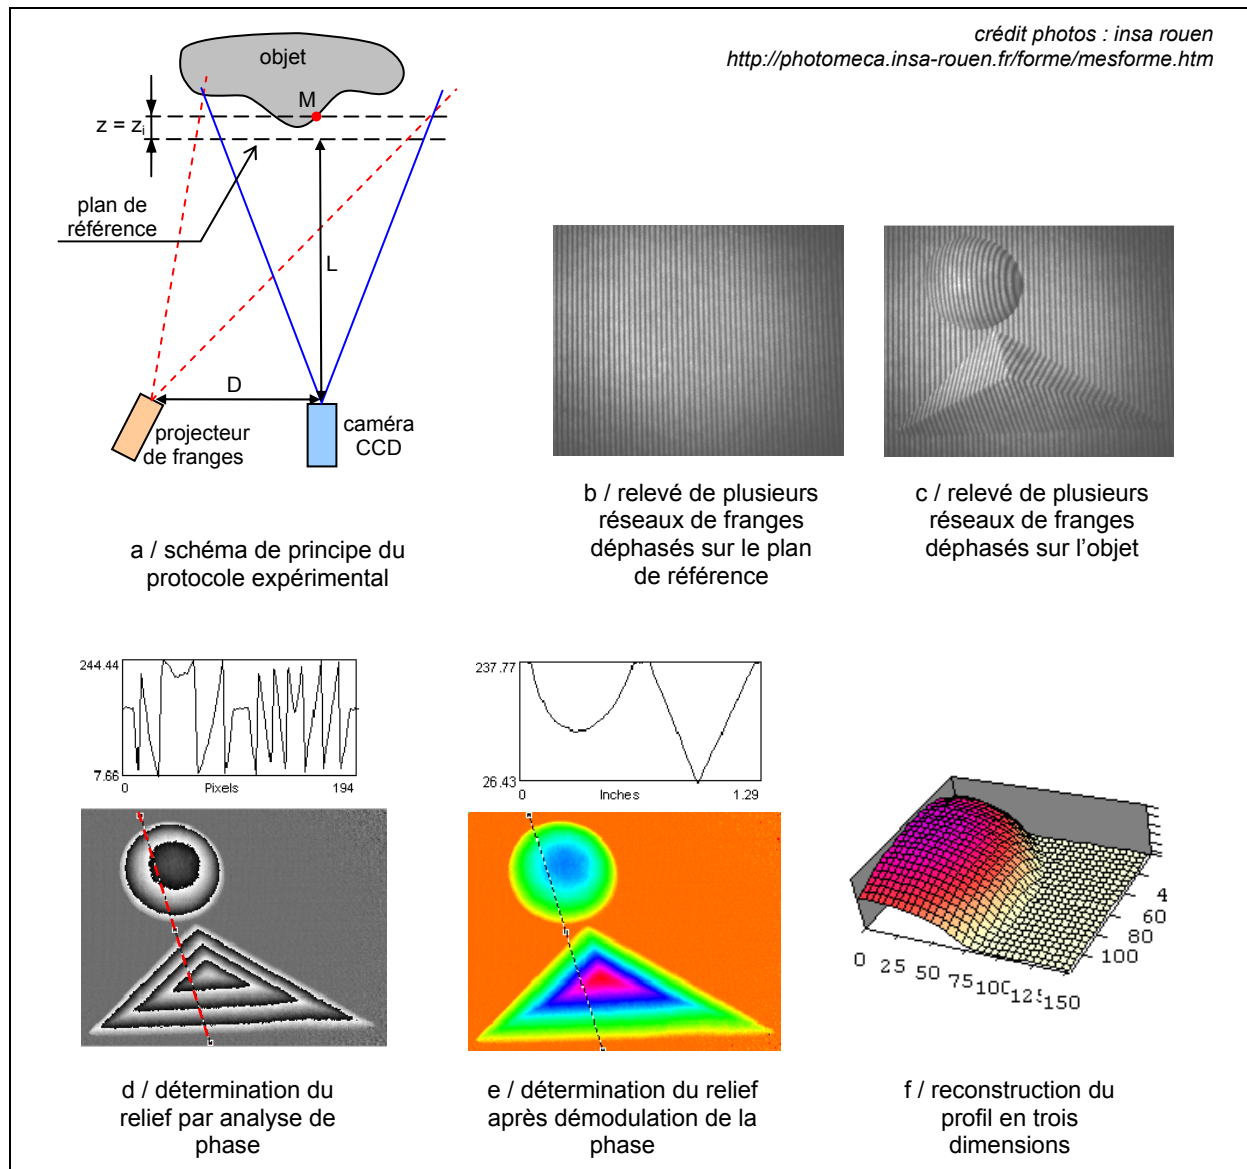 crédit photos : insa rouen
http://photomeca.insa-rouen.fr/forme/mesforme.htm
objet
M
z = zi
plan de
référence
L
D
projecteur
de franges
caméra
CCD
a / schéma de principe du
protocole expérimental
b / relevé de plusieurs
réseaux de franges
déphasés sur le plan
de référence
c / relevé de plusieurs
réseaux de franges
déphasés sur l'objet
244.44
7.66
0 Pixels 194
237.77
26.43
0 Inches 1.29
0 25 50 75 100 125 150
4
60
80
100
d / détermination du
relief par analyse de
phase
e / détermination du relief
après démodulation de la
phase
f / reconstruction du
profil en trois
dimensions